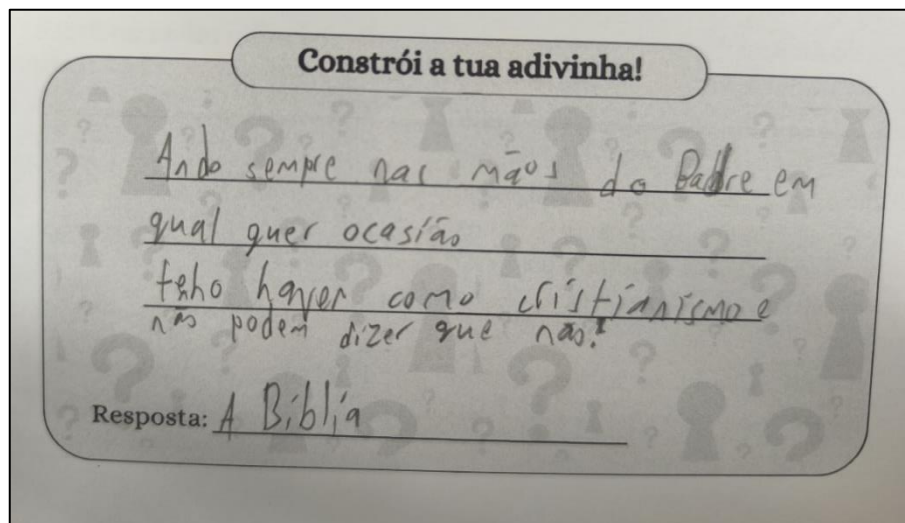 Constrói a tua adivinha!
Ando sempre nas mãos do Padre em
qual quer ocasião
tenho haver como cristianismo e
não podem dizer que não!
Resposta: A Bíblia